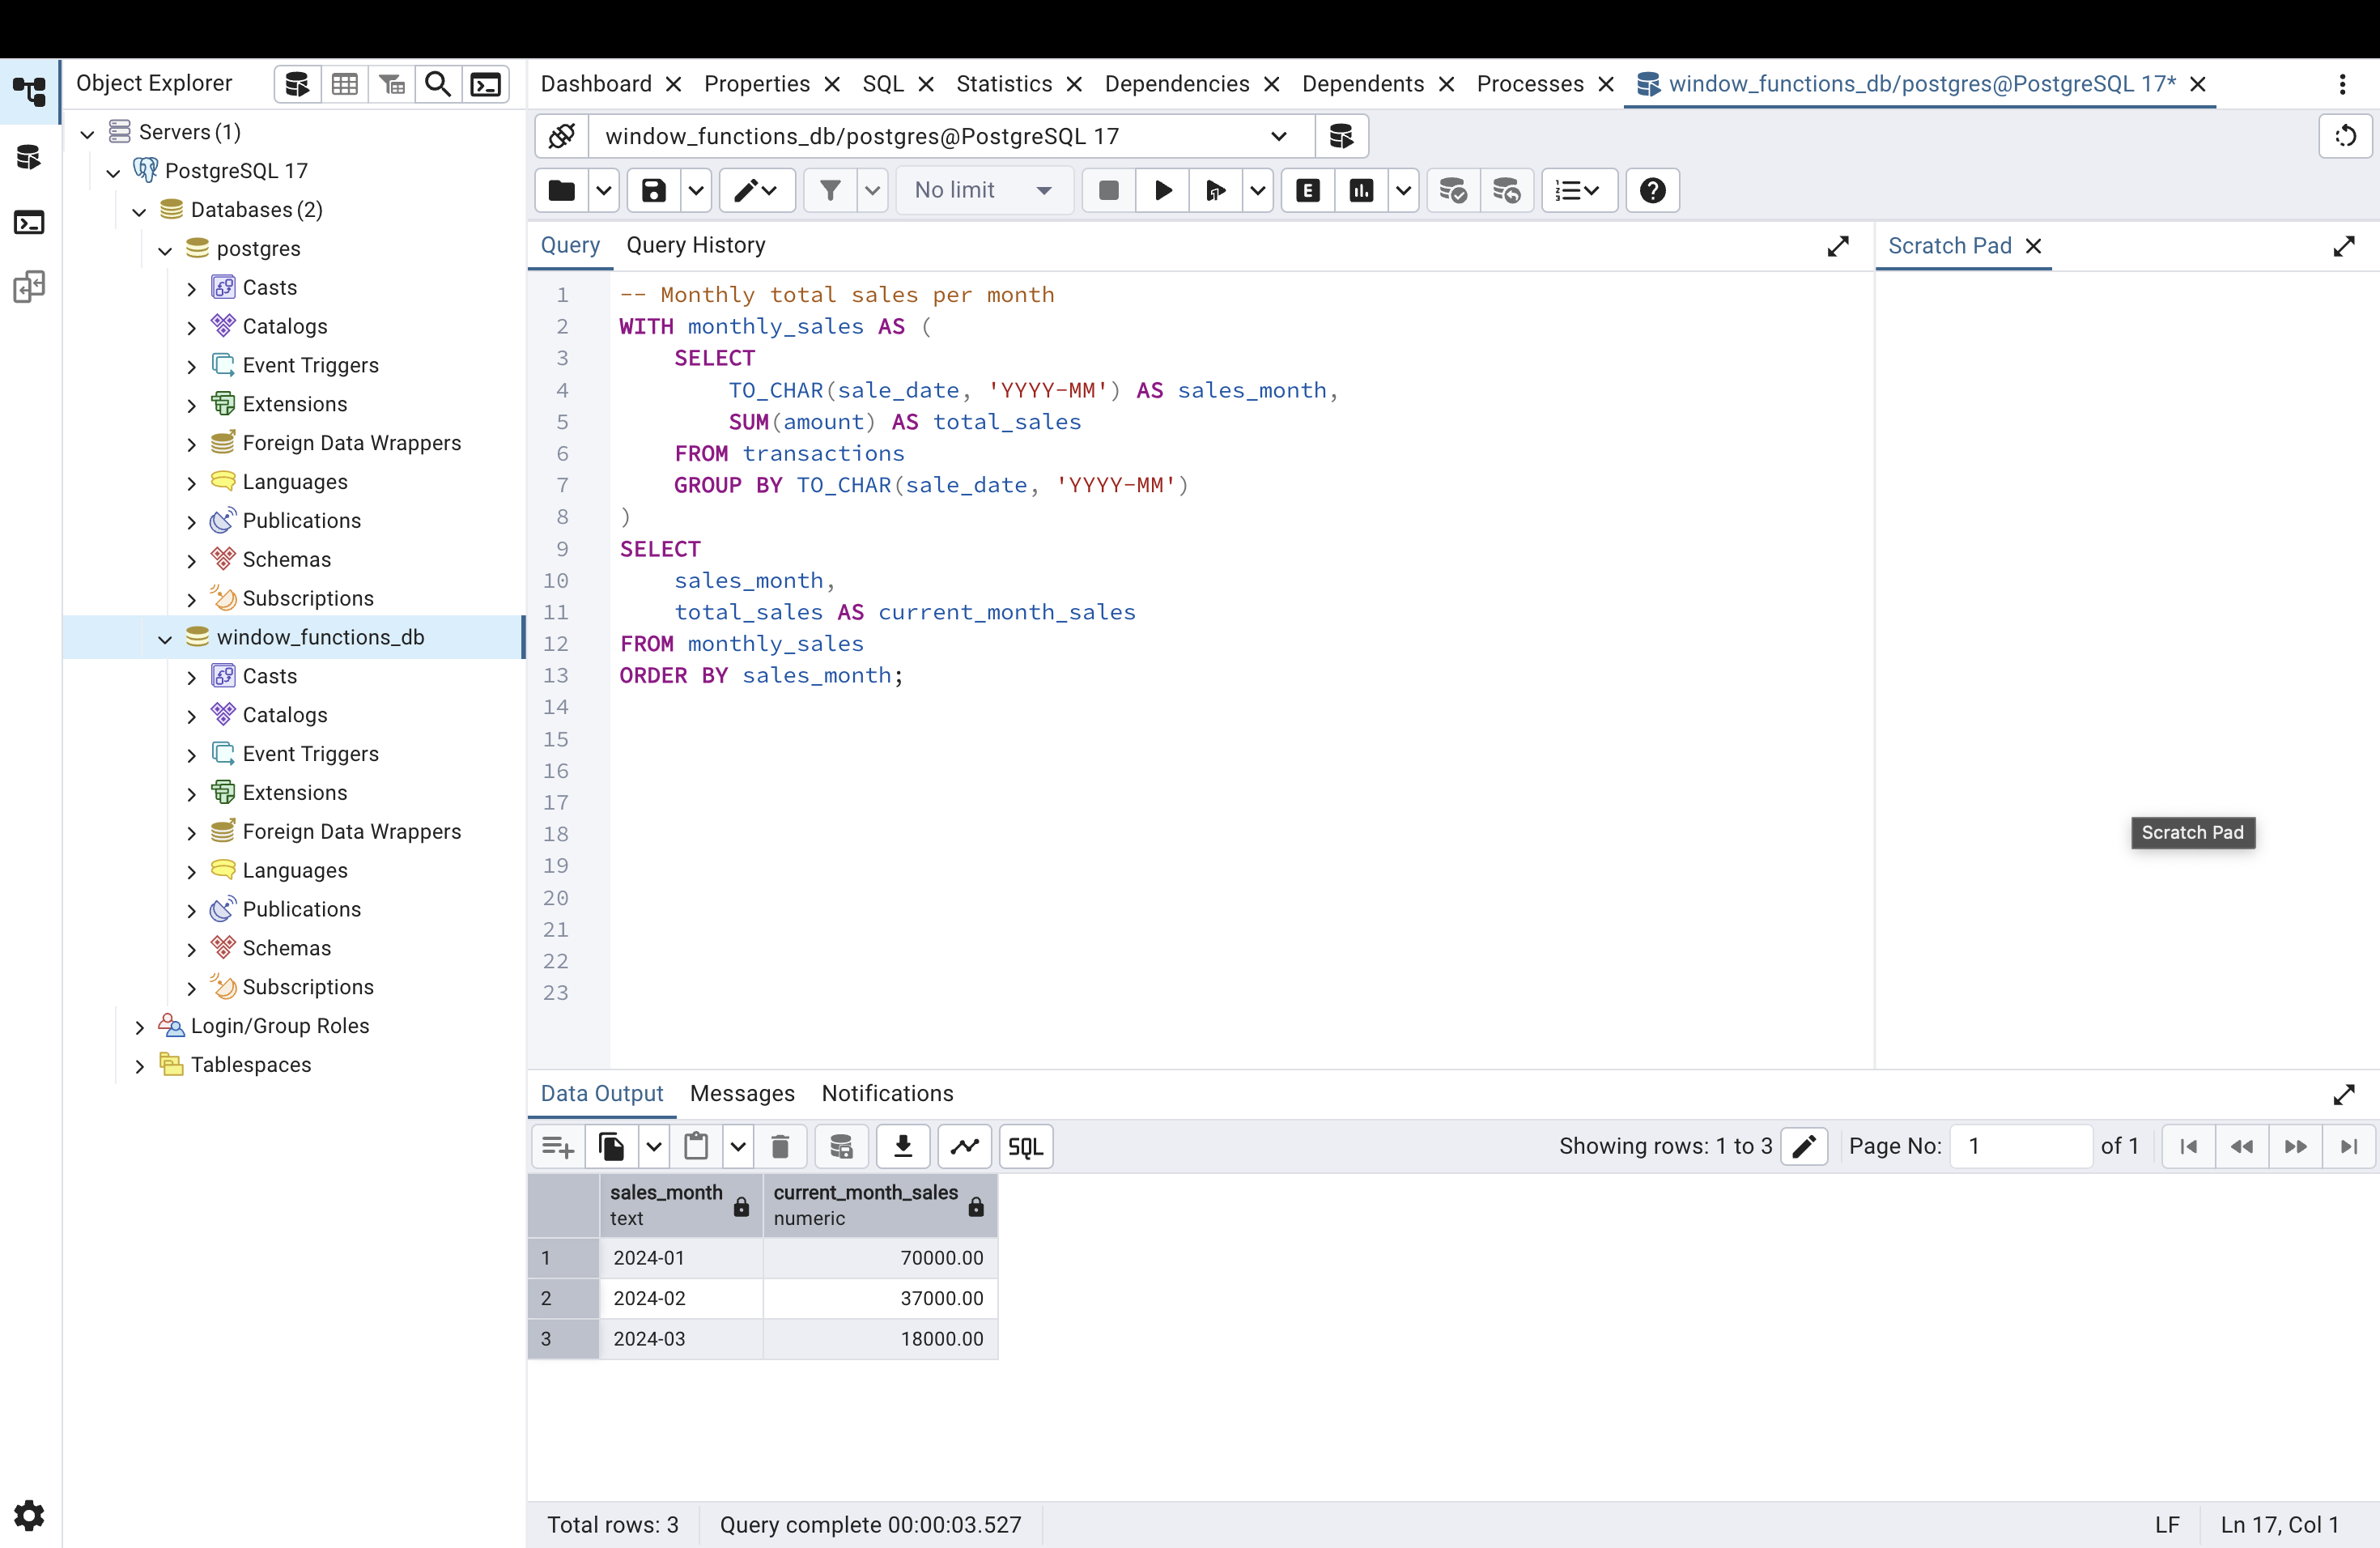 Object Explorer
Servers (1)
PostgreSQL 17
Databases (2)
postgres
Casts
Catalogs
Event Triggers
Extensions
Foreign Data Wrappers
Languages
Publications
Schemas
Subscriptions
window_functions_db
Casts
Catalogs
Event Triggers
Extensions
Foreign Data Wrappers
Languages
Publications
Schemas
Subscriptions
Login/Group Roles
Tablespaces
Dashboard Properties SQL Statistics Dependencies Dependents Processes window_functions_db/postgres@PostgreSQL 17*
window_functions_db/postgres@PostgreSQL 17
No limit E
Query Query History
1 -- Monthly total sales per month
2 WITH monthly_sales AS (
3 SELECT
4 TO_CHAR(sale_date, 'YYYY-MM') AS sales_month,
5 SUM(amount) AS total_sales
6 FROM transactions
7 GROUP BY TO_CHAR(sale_date, 'YYYY-MM')
8 )
9 SELECT
10 sales_month,
11 total_sales AS current_month_sales
12 FROM monthly_sales
13 ORDER BY sales_month;
14
15
16
17
18
19
20
21
22
23
Scratch Pad
Scratch Pad
Data Output Messages Notifications
SQL Showing rows: 1 to 3 Page No: 1 of 1
sales_month current_month_sales
text numeric
1 2024-01 70000.00
2 2024-02 37000.00
3 2024-03 18000.00
Total rows: 3 Query complete 00:00:03.527 LF Ln 17, Col 1